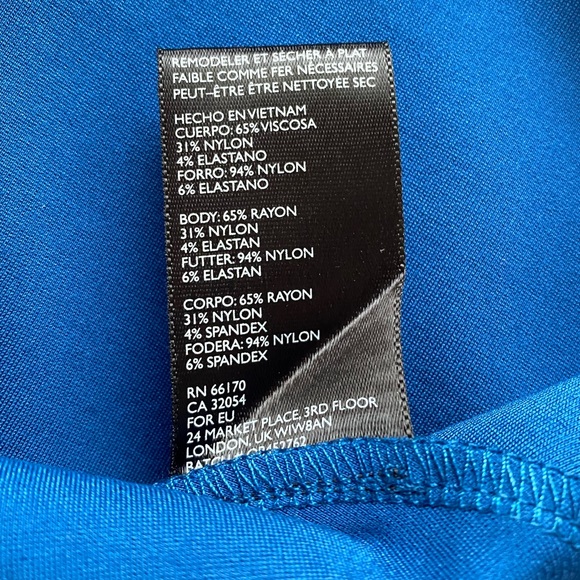 REMODELER ET SÉCHER À PLAT
FAIBLE COMME FER NÉCESSAIRES
PEUT-ÊTRE ÊTRE NETTOYÉE SEC
HECHO EN VIETNAM
CUERPO: 65% VISCOSA
31% NYLON
4% ELASTANO
FORRO: 94% NYLON
6% ELASTANO
BODY: 65% RAYON
31% NYLON
4% ELASTAN
FUTTER: 94% NYLON
6% ELASTAN
CORPO: 65% RAYON
31% NYLON
4% SPANDEX
FODERA: 94% NYLON
6% SPANDEX
RN 66170
CA 32054
FOR EU
24 MARKET PLACE, 3RD FLOOR
LONDON, UK W1W8AN